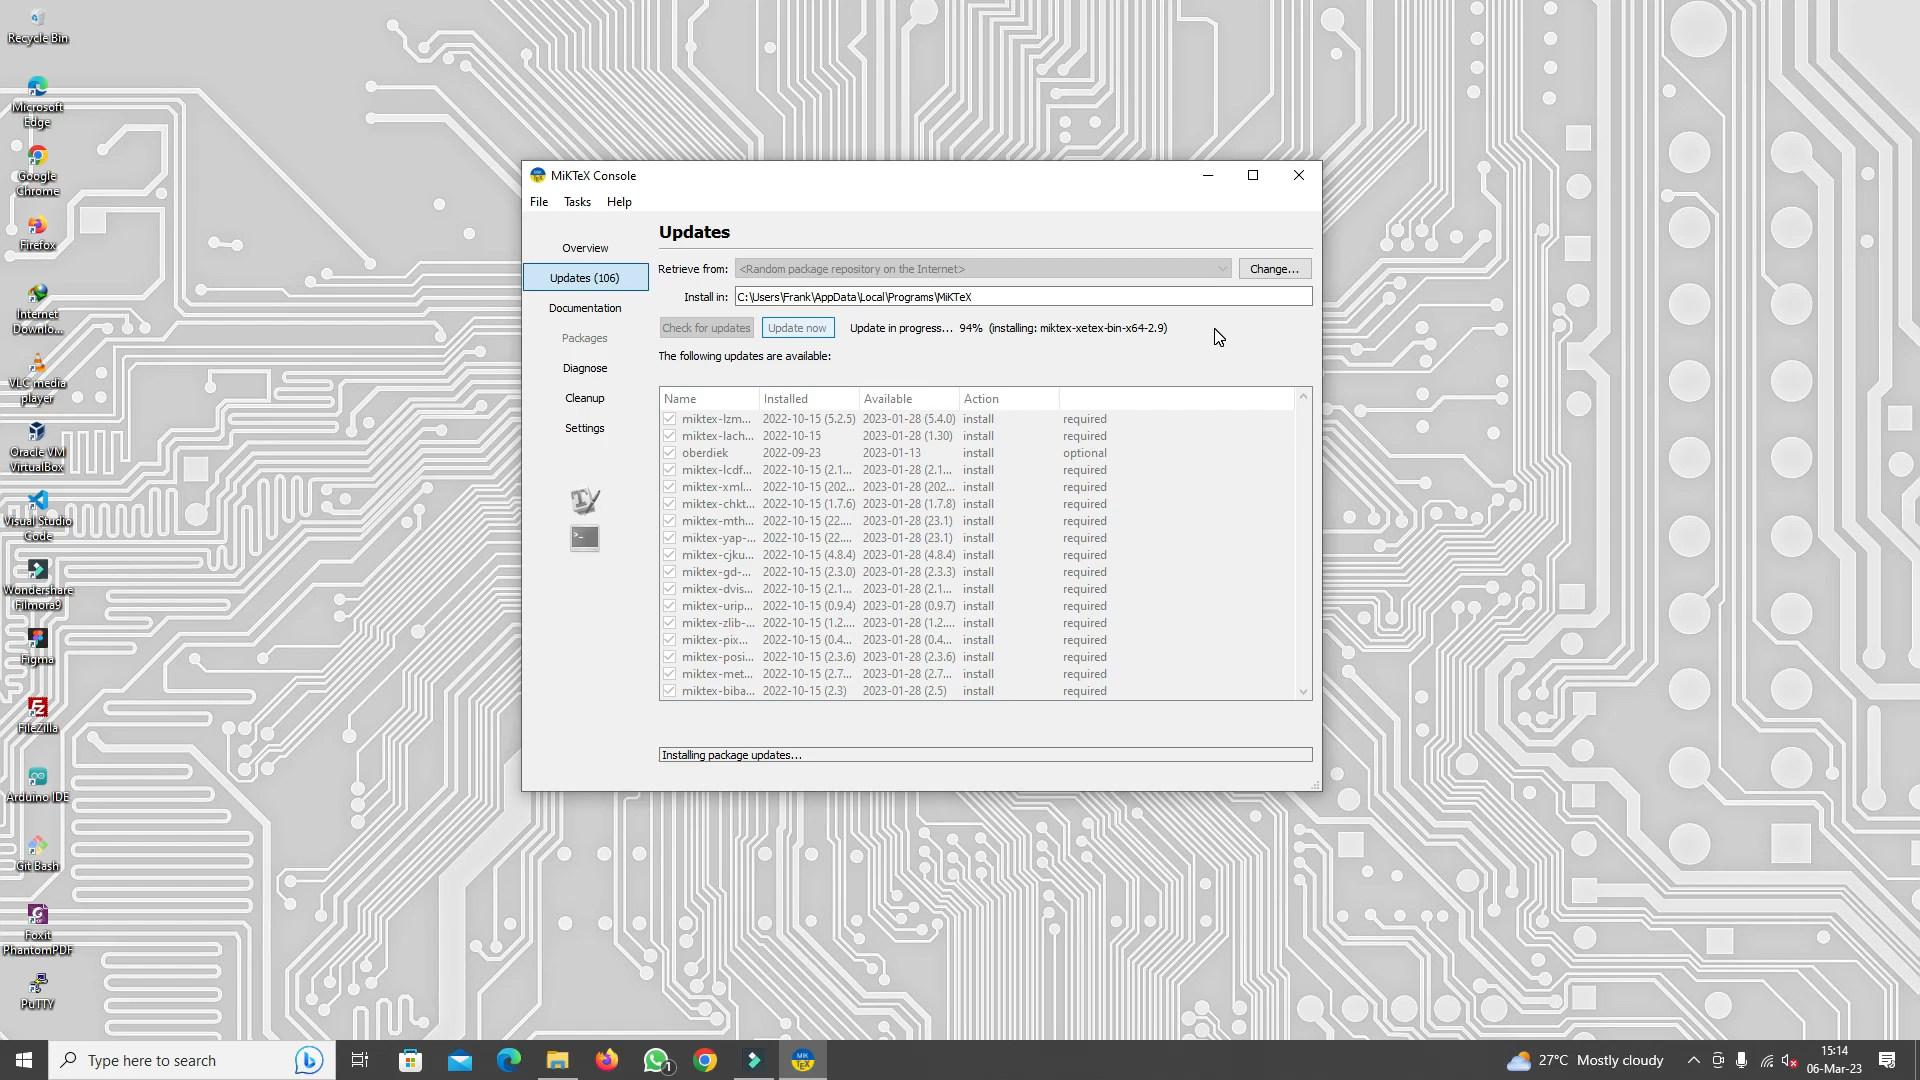 Recycle Bin
Microsoft
Edge
Google
Chrome
Firefox
Internet
Downlo...
VLC media
player
Oracle VM
VirtualBox
Visual Studio
Code
Wondershare
Filmora9
Figma
FileZilla
Arduino IDE
Git Bash
Foxit
PhantomPDF
PuTTY
MiKTeX Console
File Tasks Help
Overview
Updates (106)
Documentation
Packages
Diagnose
Cleanup
Settings
Updates
Retrieve from: <Random package repository on the Internet> Change...
Install in: C:\Users\Frank\AppData\Local\Programs\MiKTeX
Check for updates Update now Update in progress... 94% (installing: miktex-xetex-bin-x64-2.9)
The following updates are available:
Name Installed Available Action
miktex-lzm... 2022-10-15 (5.2.5) 2023-01-28 (5.4.0) install required
miktex-lach... 2022-10-15 2023-01-28 (1.30) install required
oberdiek 2022-09-23 2023-01-13 install optional
miktex-lcdf... 2022-10-15 (2.1... 2023-01-28 (2.1... install required
miktex-xml... 2022-10-15 (202... 2023-01-28 (202... install required
miktex-chkt... 2022-10-15 (1.7.6) 2023-01-28 (1.7.8) install required
miktex-mth... 2022-10-15 (22.... 2023-01-28 (23.1) install required
miktex-yap-... 2022-10-15 (22.... 2023-01-28 (23.1) install required
miktex-cjku... 2022-10-15 (4.8.4) 2023-01-28 (4.8.4) install required
miktex-gd-... 2022-10-15 (2.3.0) 2023-01-28 (2.3.3) install required
miktex-dvis... 2022-10-15 (2.1... 2023-01-28 (2.1... install required
miktex-urip... 2022-10-15 (0.9.4) 2023-01-28 (0.9.7) install required
miktex-zlib-... 2022-10-15 (1.2.... 2023-01-28 (1.2.... install required
miktex-pix... 2022-10-15 (0.4... 2023-01-28 (0.4... install required
miktex-posi... 2022-10-15 (2.3.6) 2023-01-28 (2.3.6) install required
miktex-met... 2022-10-15 (2.7... 2023-01-28 (2.7... install required
miktex-biba... 2022-10-15 (2.3) 2023-01-28 (2.5) install required
Installing package updates...
Type here to search
1
27°C Mostly cloudy
15:14
06-Mar-23